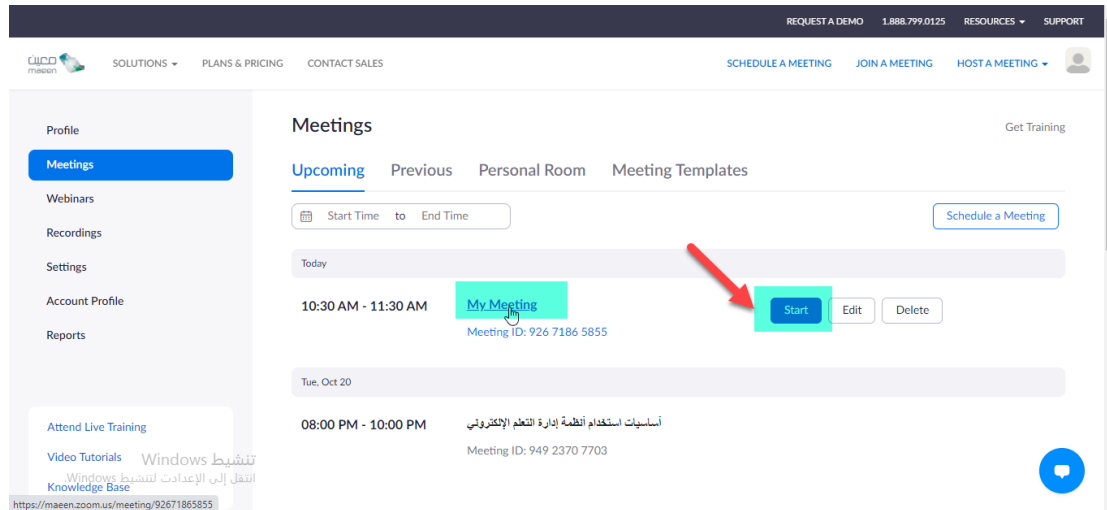 REQUEST A DEMO 1.888.799.0125 RESOURCES SUPPORT
معين
maeen
SOLUTIONS PLANS & PRICING CONTACT SALES SCHEDULE A MEETING JOIN A MEETING HOST A MEETING
Profile
Meetings
Webinars
Recordings
Settings
Account Profile
Reports
Attend Live Training
Video Tutorials
Knowledge Base
Meetings
Get Training
Upcoming Previous Personal Room Meeting Templates
Start Time to End Time
Schedule a Meeting
Today
10:30 AM - 11:30 AM My Meeting Start Edit Delete
Meeting ID: 926 7186 5855
Tue, Oct 20
08:00 PM - 10:00 PM أساسيات استخدام أنظمة إدارة التعلم الإلكتروني
Meeting ID: 949 2370 7703
تنشيط Windows
انتقل إلى الإعدادت لتنشيط Windows.
https://maeen.zoom.us/meeting/92671865855